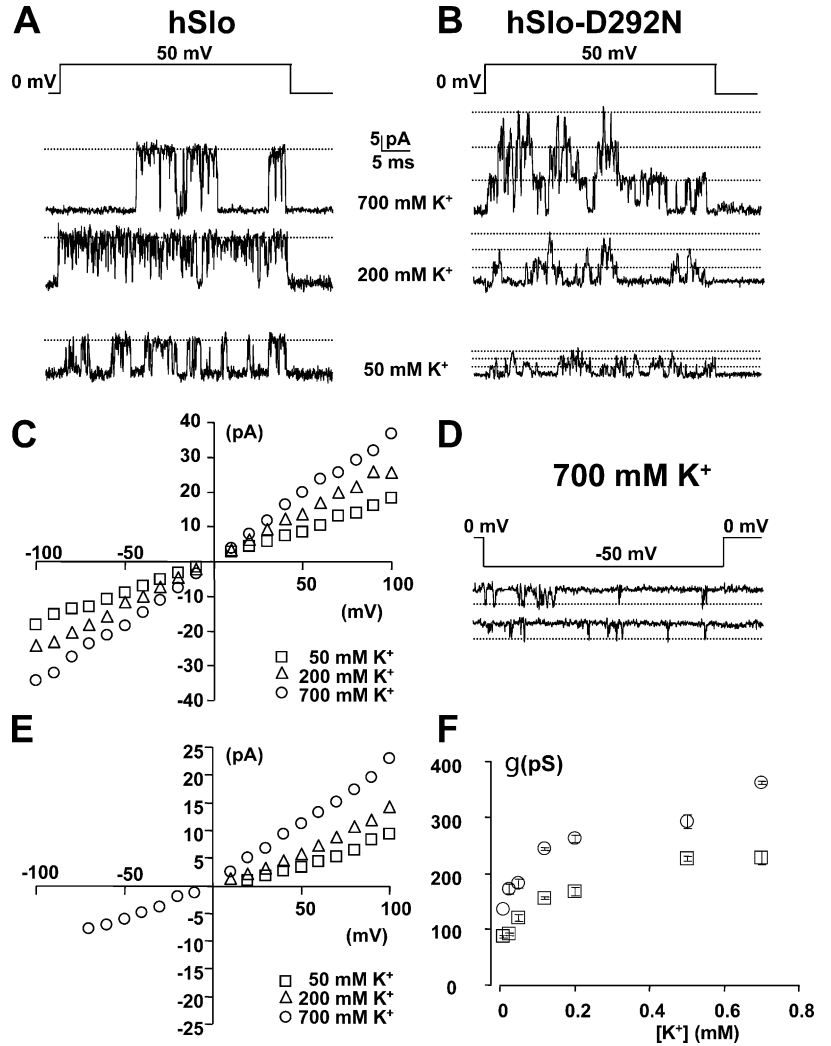 A hSlo B hSlo-D292N
50 mV 50 mV
0 mV 0 mV
5 pA
5 ms
700 mM K⁺
200 mM K⁺
50 mM K⁺
C 40 (pA) D
30
20 700 mM K⁺
10
0 mV 0 mV
-100 -50
-50 mV
50 100
-10 (mV)
-20
50 mM K⁺
-30 200 mM K⁺
700 mM K⁺
-40
E 25 (pA) F
20 400 g(pS)
15
10 300
5
-100 -50 200
50 100
-5 (mV)
-10 100
-15
50 mM K⁺
-20 200 mM K⁺ 0
700 mM K⁺
-25 0 0.2 0.4 0.6 0.8
[K⁺] (mM)